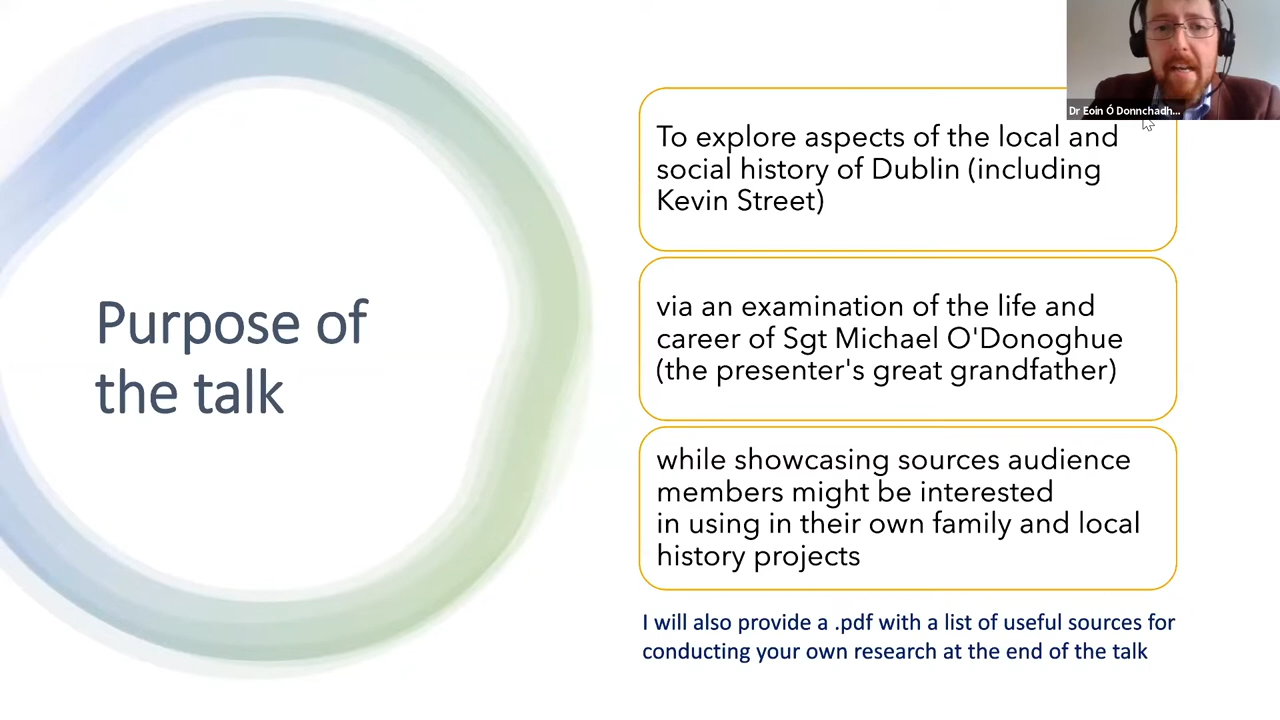 Purpose of
the talk
Dr Eoin Ó Donnchadh...
To explore aspects of the local and
social history of Dublin (including
Kevin Street)
via an examination of the life and
career of Sgt Michael O'Donoghue
(the presenter's great grandfather)
while showcasing sources audience
members might be interested
in using in their own family and local
history projects
I will also provide a .pdf with a list of useful sources for
conducting your own research at the end of the talk